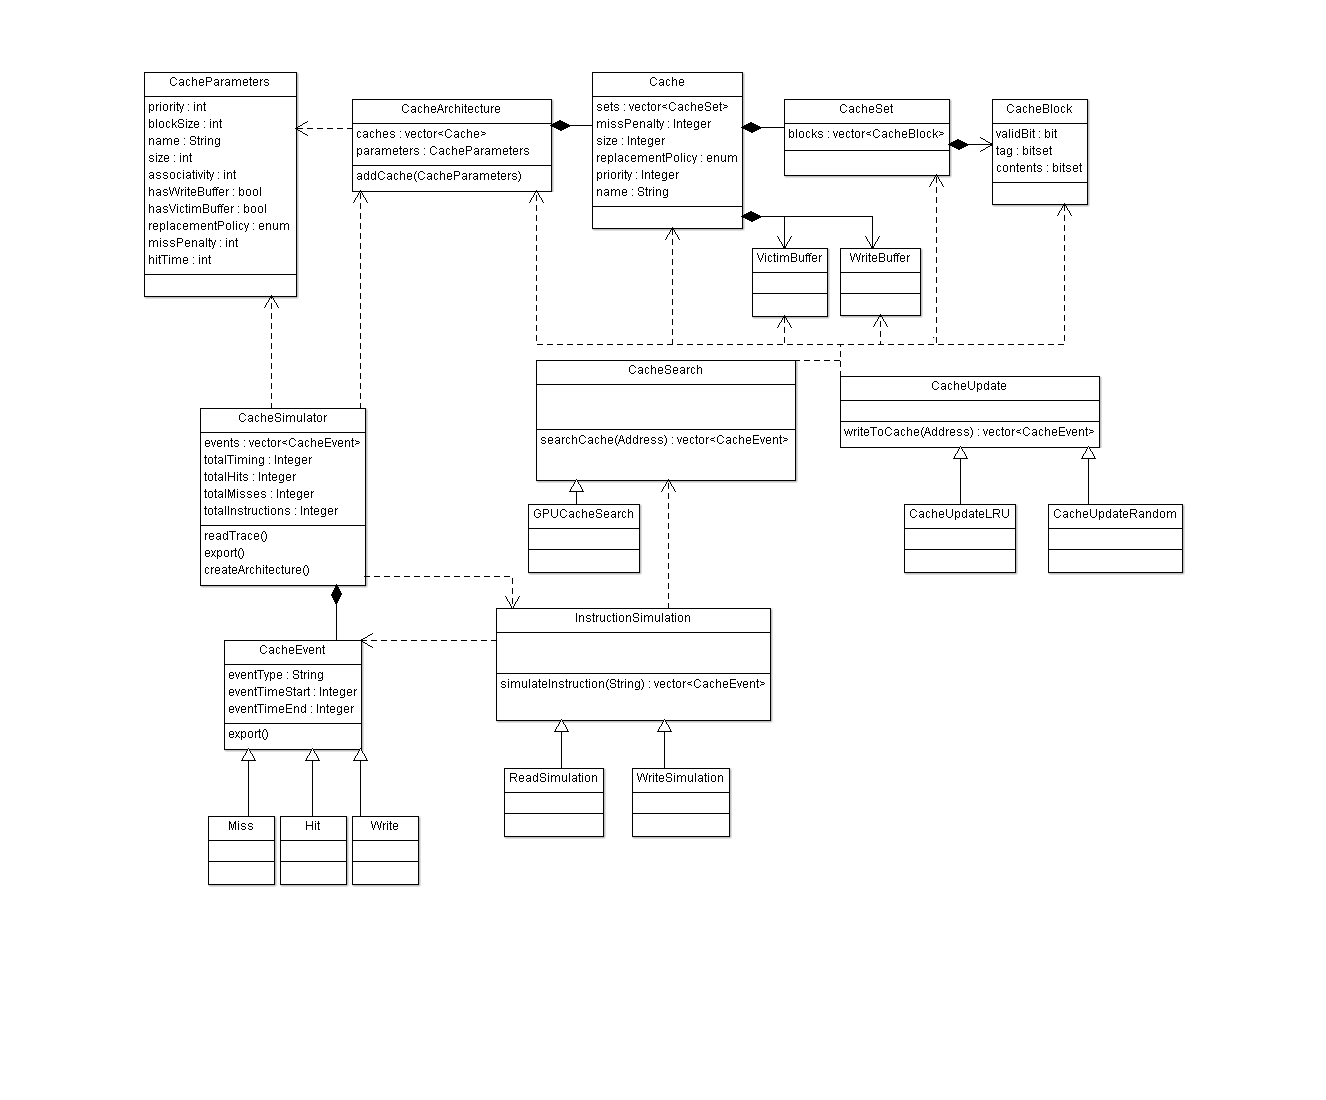 CacheParameters
priority : int
blockSize : int
name : String
size : int
associativity : int
hasWriteBuffer : bool
hasVictimBuffer : bool
replacementPolicy : enum
missPenalty : int
hitTime : int
CacheArchitecture
caches : vector<Cache>
parameters : CacheParameters
addCache(CacheParameters)
Cache
sets : vector<CacheSet>
missPenalty : Integer
size : Integer
replacementPolicy : enum
priority : Integer
name : String
CacheSet
blocks : vector<CacheBlock>
CacheBlock
validBit : bit
tag : bitset
contents : bitset
VictimBuffer
WriteBuffer
CacheSearch
searchCache(Address) : vector<CacheEvent>
CacheUpdate
writeToCache(Address) : vector<CacheEvent>
CacheSimulator
events : vector<CacheEvent>
totalTiming : Integer
totalHits : Integer
totalMisses : Integer
totalInstructions : Integer
readTrace()
export()
createArchitecture()
GPUCacheSearch
CacheUpdateLRU
CacheUpdateRandom
InstructionSimulation
simulateInstruction(String) : vector<CacheEvent>
CacheEvent
eventType : String
eventTimeStart : Integer
eventTimeEnd : Integer
export()
ReadSimulation
WriteSimulation
Miss
Hit
Write